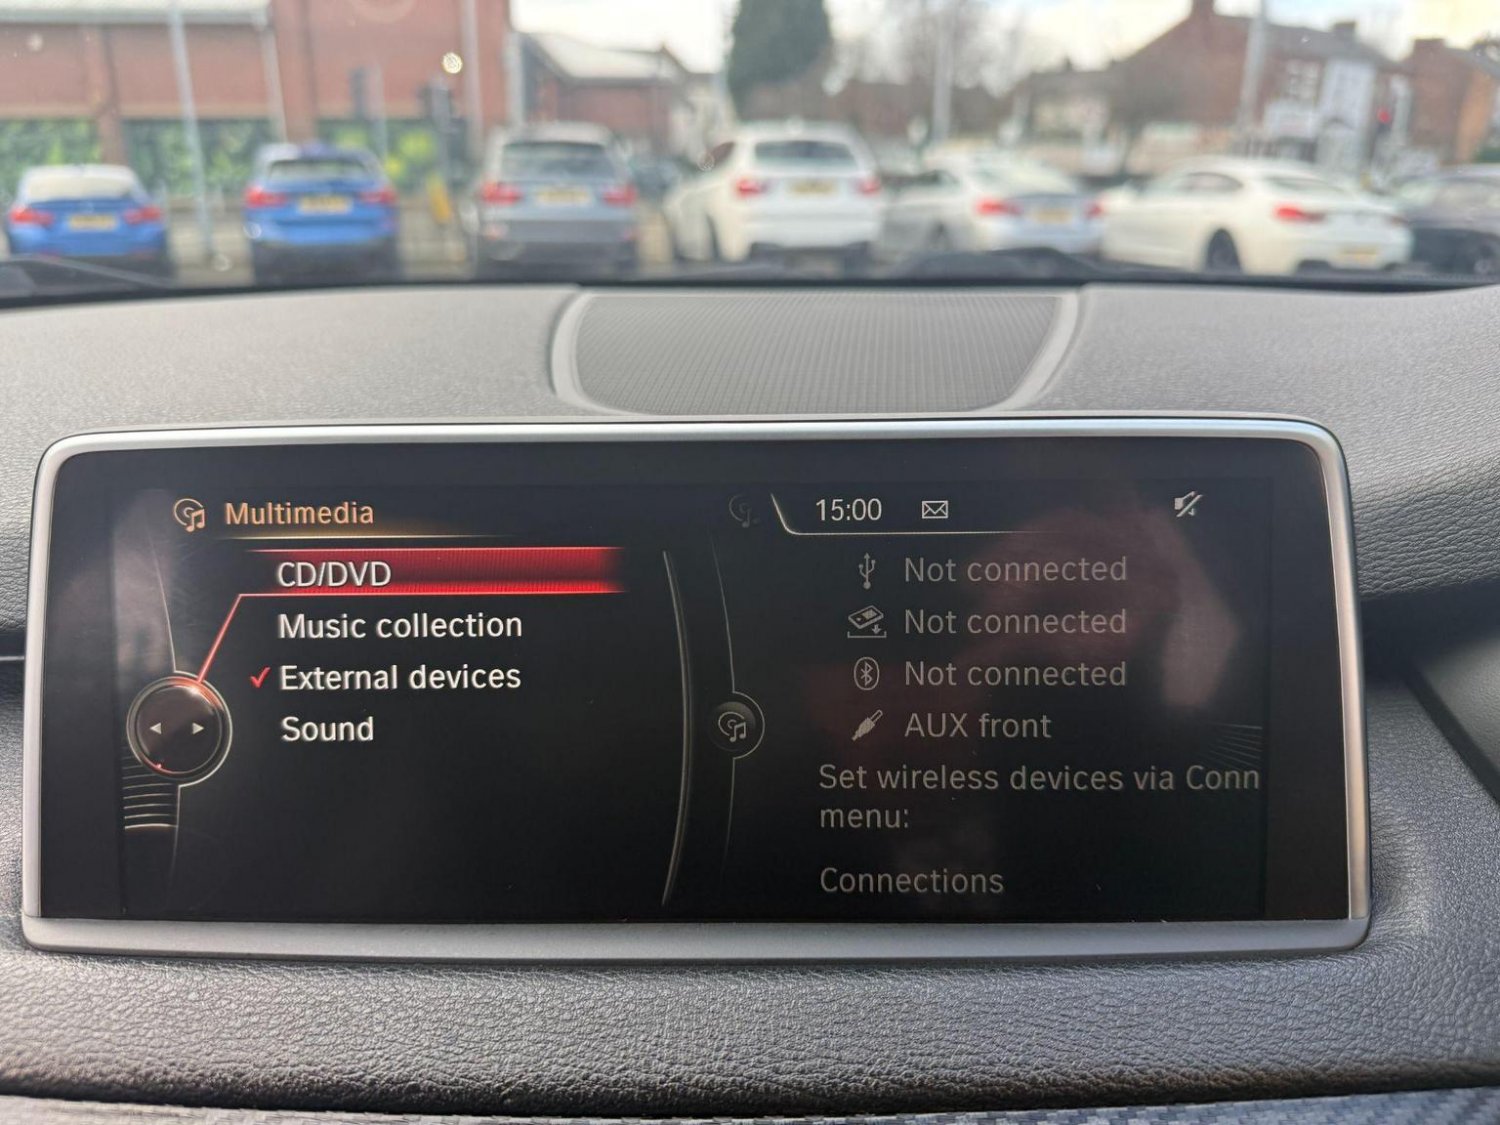 Multimedia
CD/DVD
Music collection
✓ External devices
Sound
15:00
Not connected
Not connected
Not connected
AUX front
Set wireless devices via Conn
menu:
Connections